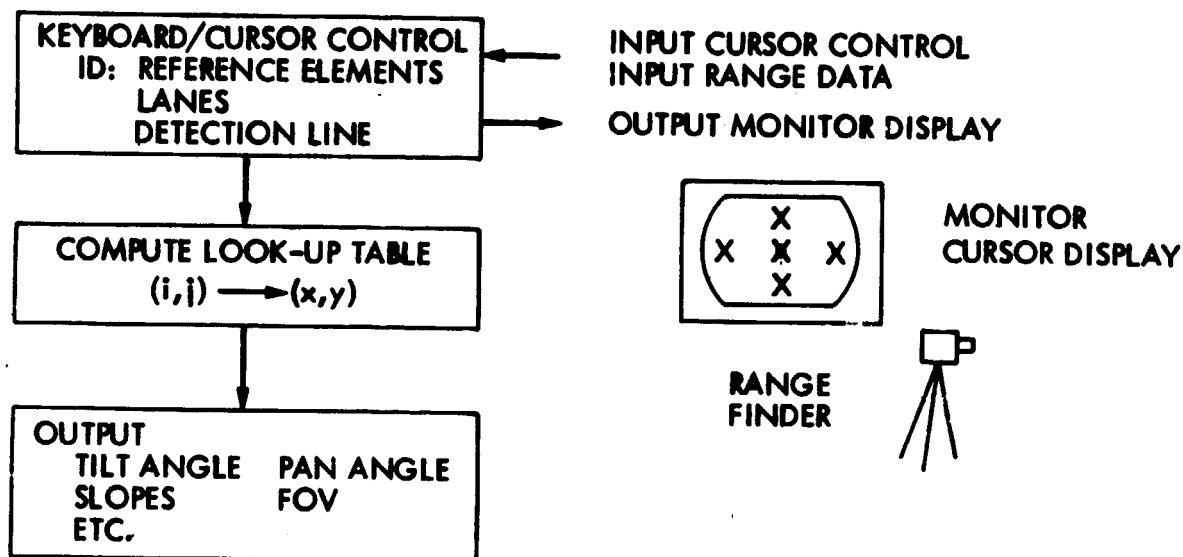 KEYBOARD/CURSOR CONTROL
ID: REFERENCE ELEMENTS
LANES
DETECTION LINE
INPUT CURSOR CONTROL
INPUT RANGE DATA
OUTPUT MONITOR DISPLAY
COMPUTE LOOK-UP TABLE
(i,j) → (x,y)
X
X X X
X
MONITOR
CURSOR DISPLAY
RANGE
FINDER
OUTPUT
TILT ANGLE PAN ANGLE
SLOPES FOV
ETC.